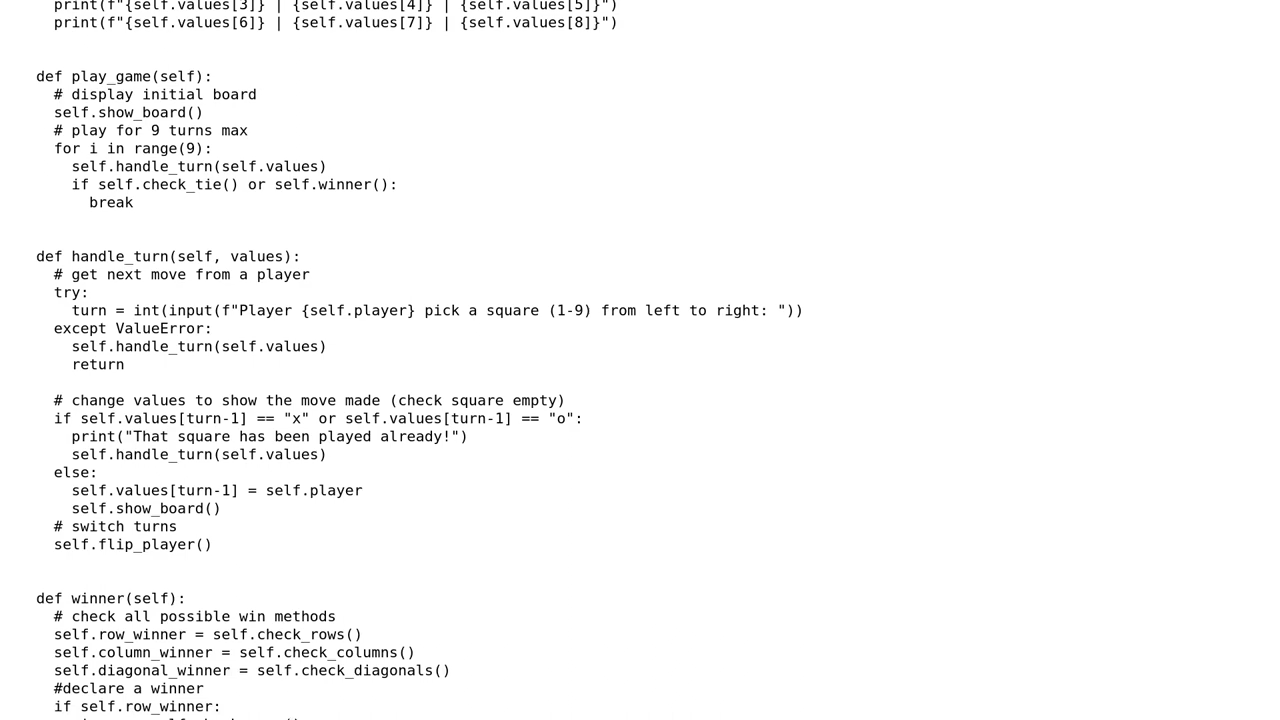 print(f"{self.values[3]} | {self.values[4]} | {self.values[5]}")
print(f"{self.values[6]} | {self.values[7]} | {self.values[8]}")
def play_game(self):
# display initial board
self.show_board()
# play for 9 turns max
for i in range(9):
self.handle_turn(self.values)
if self.check_tie() or self.winner():
break
def handle_turn(self, values):
# get next move from a player
try:
turn = int(input(f"Player {self.player} pick a square (1-9) from left to right: "))
except ValueError:
self.handle_turn(self.values)
return
# change values to show the move made (check square empty)
if self.values[turn-1] == "x" or self.values[turn-1] == "o":
print("That square has been played already!")
self.handle_turn(self.values)
else:
self.values[turn-1] = self.player
self.show_board()
# switch turns
self.flip_player()
def winner(self):
# check all possible win methods
self.row_winner = self.check_rows()
self.column_winner = self.check_columns()
self.diagonal_winner = self.check_diagonals()
#declare a winner
if self.row_winner: